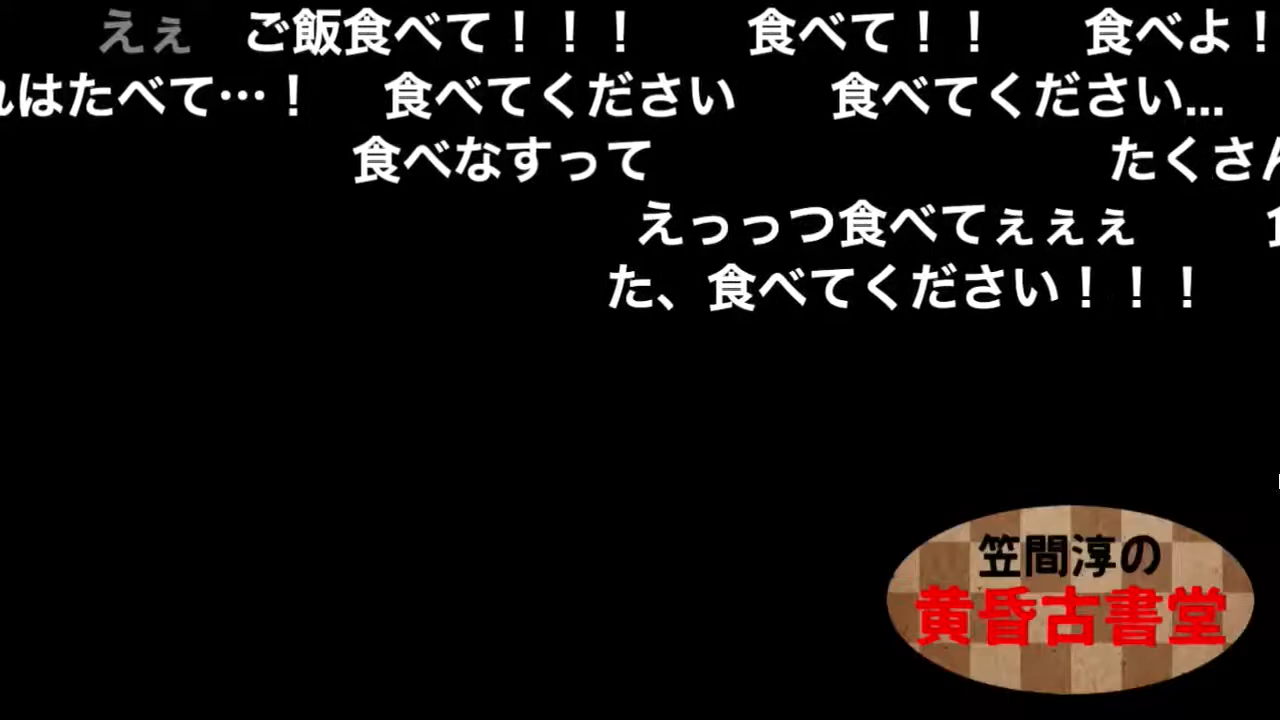 えぇ ご飯食べて！！！ 食べて！！ 食べよ！
はたべて…！ 食べてください 食べてください...
食べなすって たくさん
えっっつ食べてぇぇぇ
た、食べてください！！！
笠間淳の
黄昏古書堂